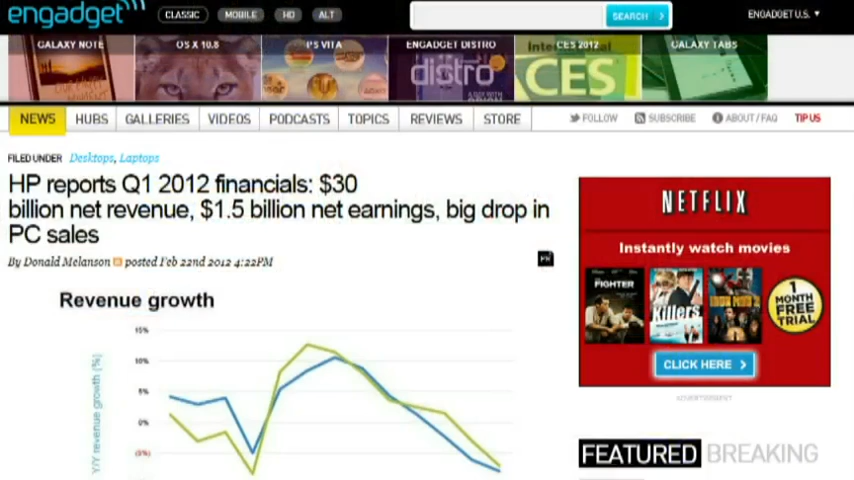 engadget
CLASSIC MOBILE HD ALT
SEARCH
ENGADGET U.S.
GALAXY NOTE OS X 10.8 PS VITA ENGADGET DISTRO CES 2012 GALAXY TABS
distro
CES
NEWS HUBS GALLERIES VIDEOS PODCASTS TOPICS REVIEWS STORE FOLLOW SUBSCRIBE ABOUT / FAQ TIP US
FILED UNDER Desktops, Laptops
HP reports Q1 2012 financials: $30
billion net revenue, $1.5 billion net earnings, big drop in
PC sales
By Donald Melanson posted Feb 22nd 2012 4:22PM
Revenue growth
15%
10%
5%
0%
(5%)
Y/Y revenue growth (%)
NETFLIX
Instantly watch movies
FIGHTER
Killers
IRON MAN 2
1
MONTH
FREE
TRIAL
CLICK HERE
ADVERTISEMENT
FEATURED BREAKING